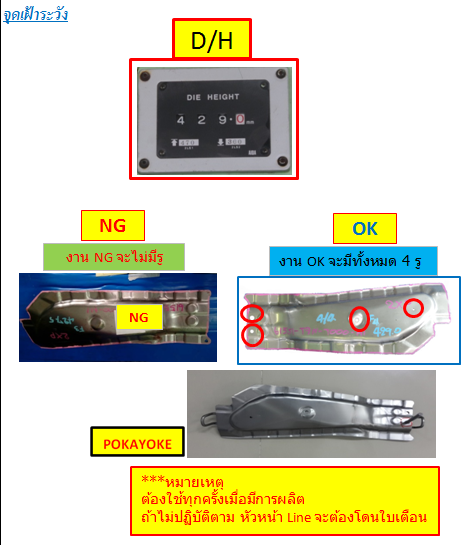 จุดเฝ้าระวัง
D/H
DIE HEIGHT
4 2 9 . 0 mm
NG
OK
งาน NG จะไม่มีรู
งาน OK จะมีทั้งหมด 4 รู
NG
4/4
POKAYOKE
***หมายเหตุ
ต้องใช้ทุกครั้งเมื่อมีการผลิต
ถ้าไม่ปฏิบัติตาม หัวหน้า Line จะต้องโดนใบเตือน